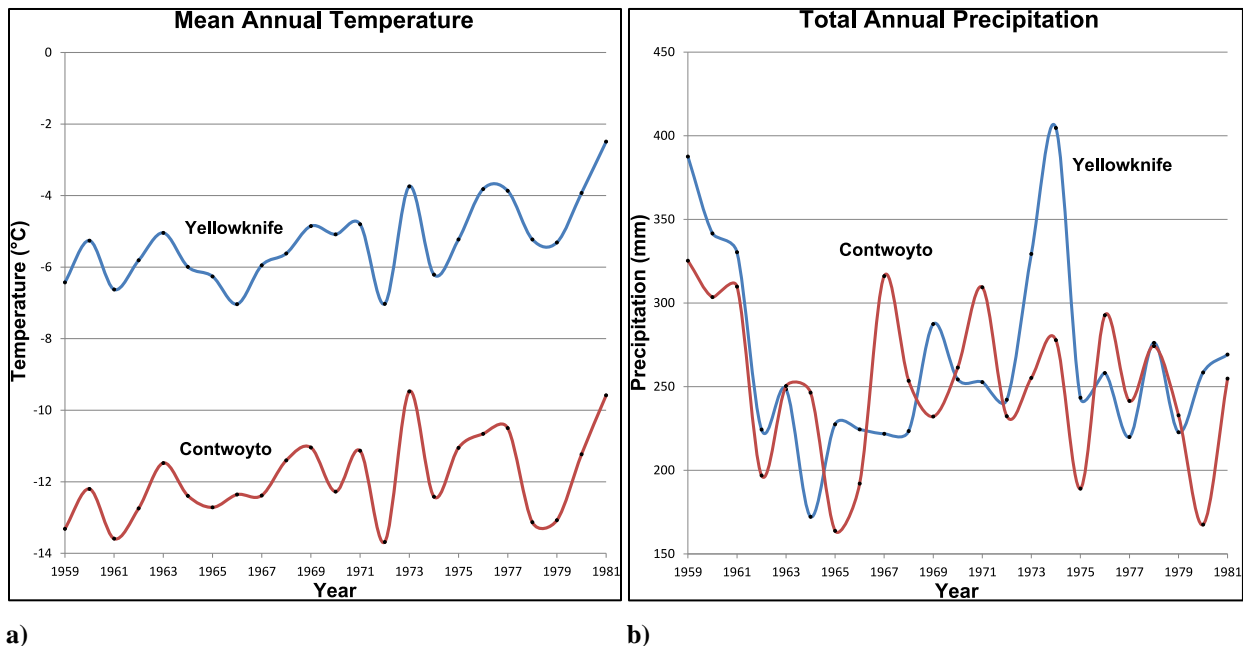 Mean Annual Temperature
0
-2
-4
-6
-8
-10
-12
-14
Temperature (°C)
Yellowknife
Contwoyto
1959 1961 1963 1965 1967 1969 1971 1973 1975 1977 1979 1981
Year
a)
Total Annual Precipitation
450
400
350
300
250
200
150
Precipitation (mm)
Yellowknife
Contwoyto
1959 1961 1963 1965 1967 1969 1971 1973 1975 1977 1979 1981
Year
b)